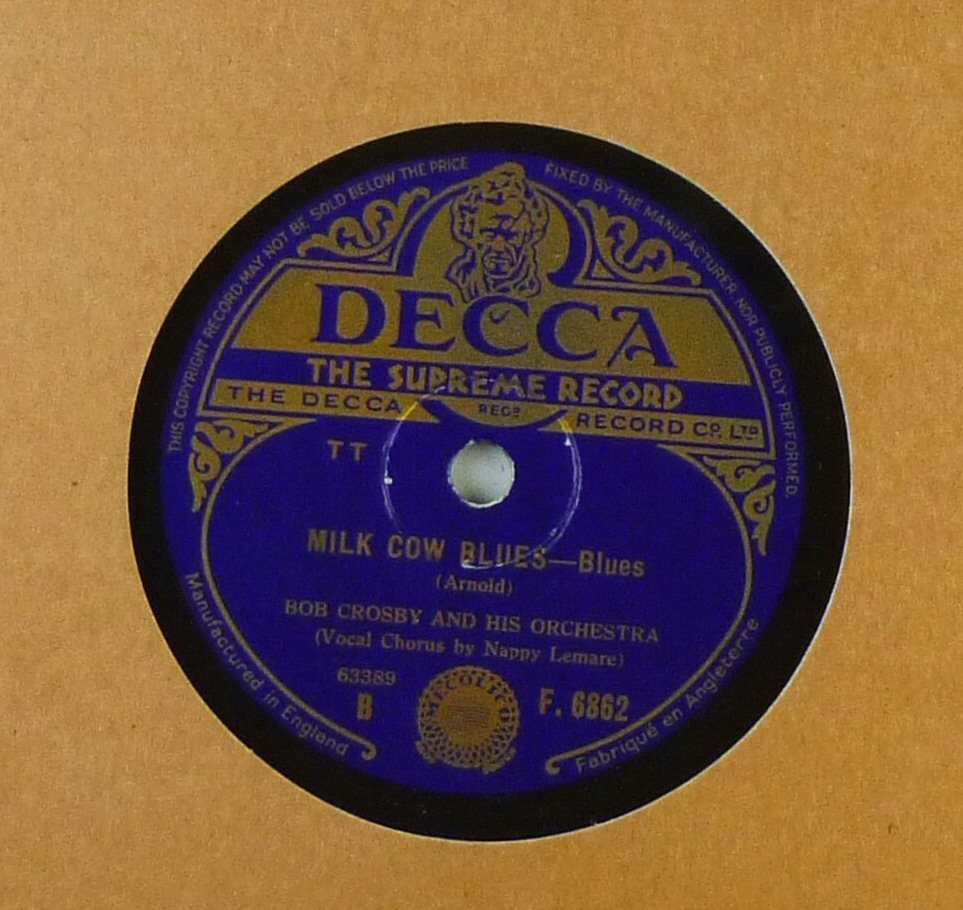 THIS COPYRIGHT RECORD MAY NOT BE SOLD BELOW THE PRICE FIXED BY THE MANUFACTURER NOR PUBLICLY PERFORMED.
DECCA
THE SUPREME RECORD
THE DECCA REGD RECORD CO. LTD.
TT
MILK COW BLUES—Blues
(Arnold)
BOB CROSBY AND HIS ORCHESTRA
(Vocal Chorus by Nappy Lemare)
63389
B F. 6862
Manufactured in England
Fabriqué en Angleterre